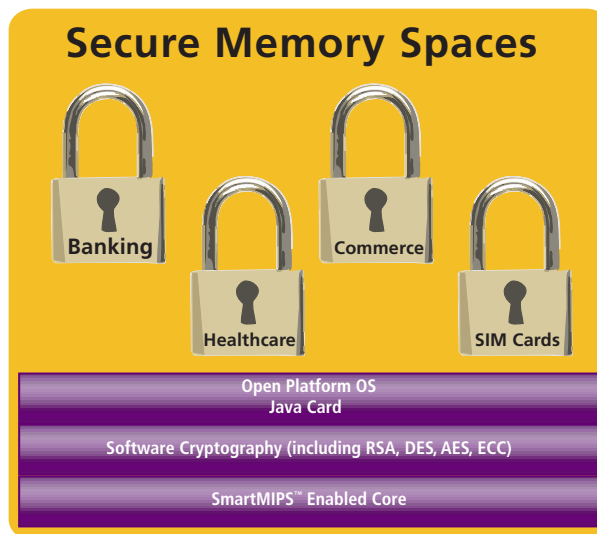 Secure Memory Spaces
Banking
Commerce
Healthcare
SIM Cards
Open Platform OS
Java Card
Software Cryptography (including RSA, DES, AES, ECC)
SmartMIPS™ Enabled Core